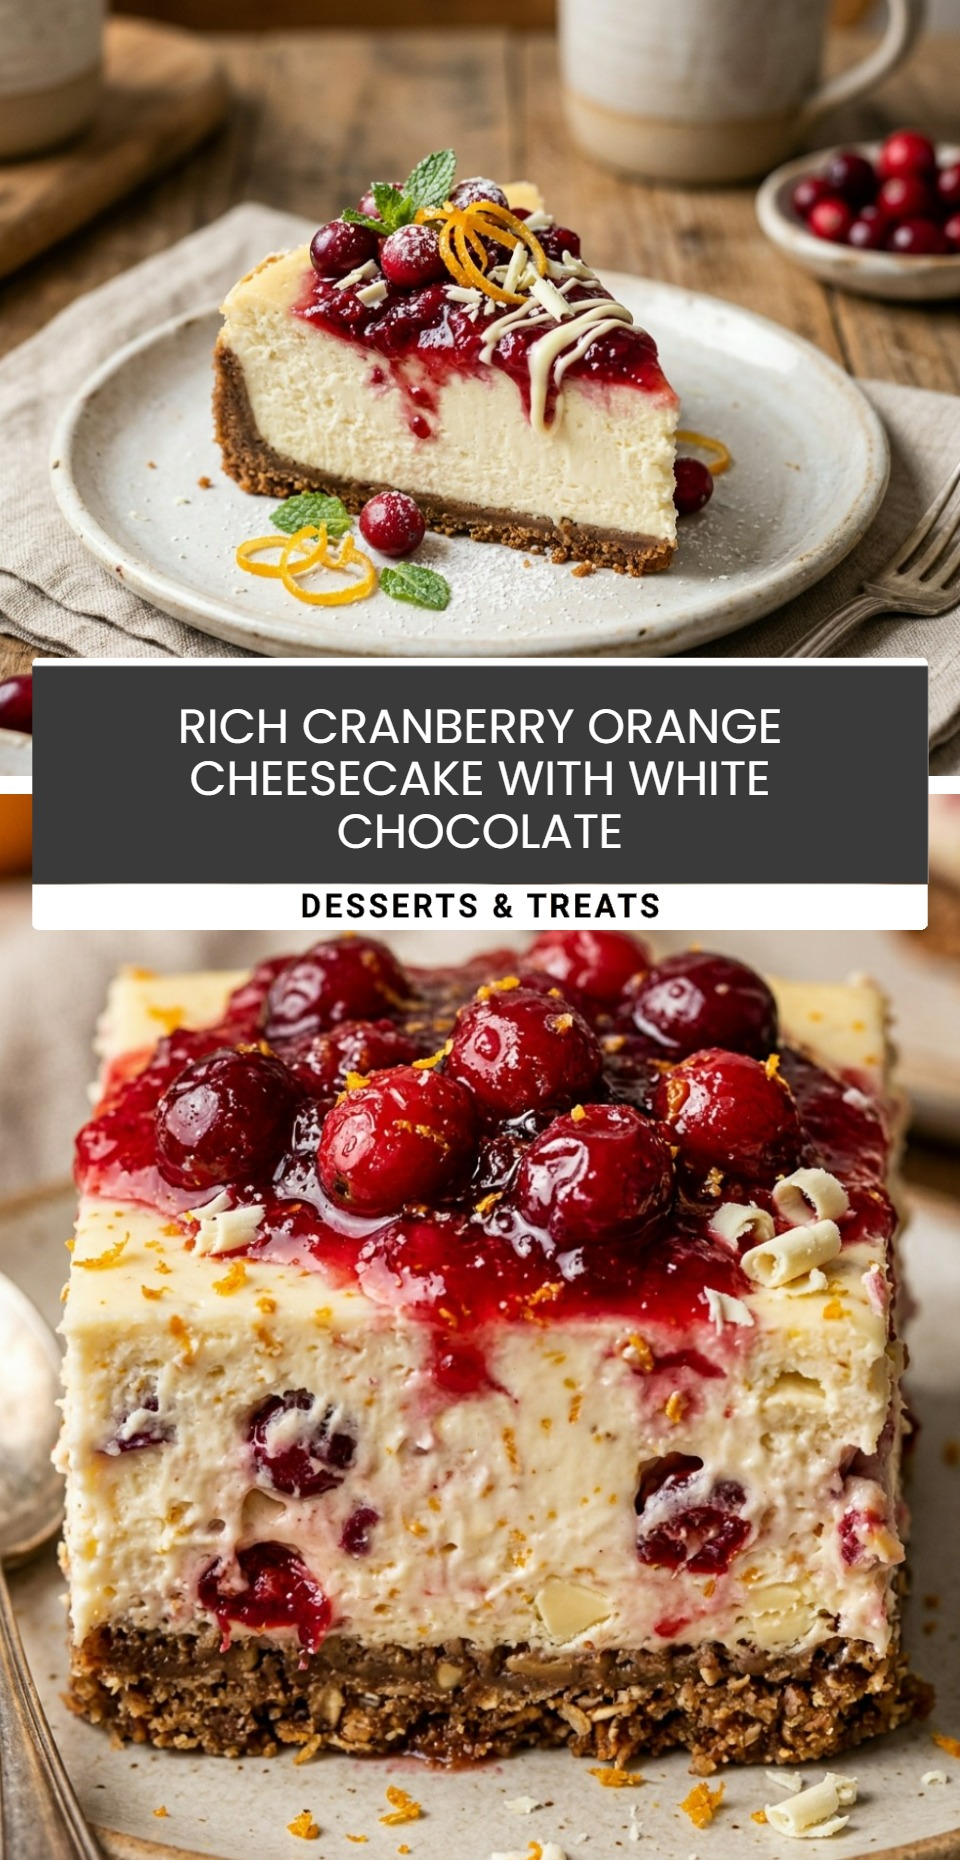 RICH CRANBERRY ORANGE
CHEESECAKE WITH WHITE
CHOCOLATE
DESSERTS & TREATS